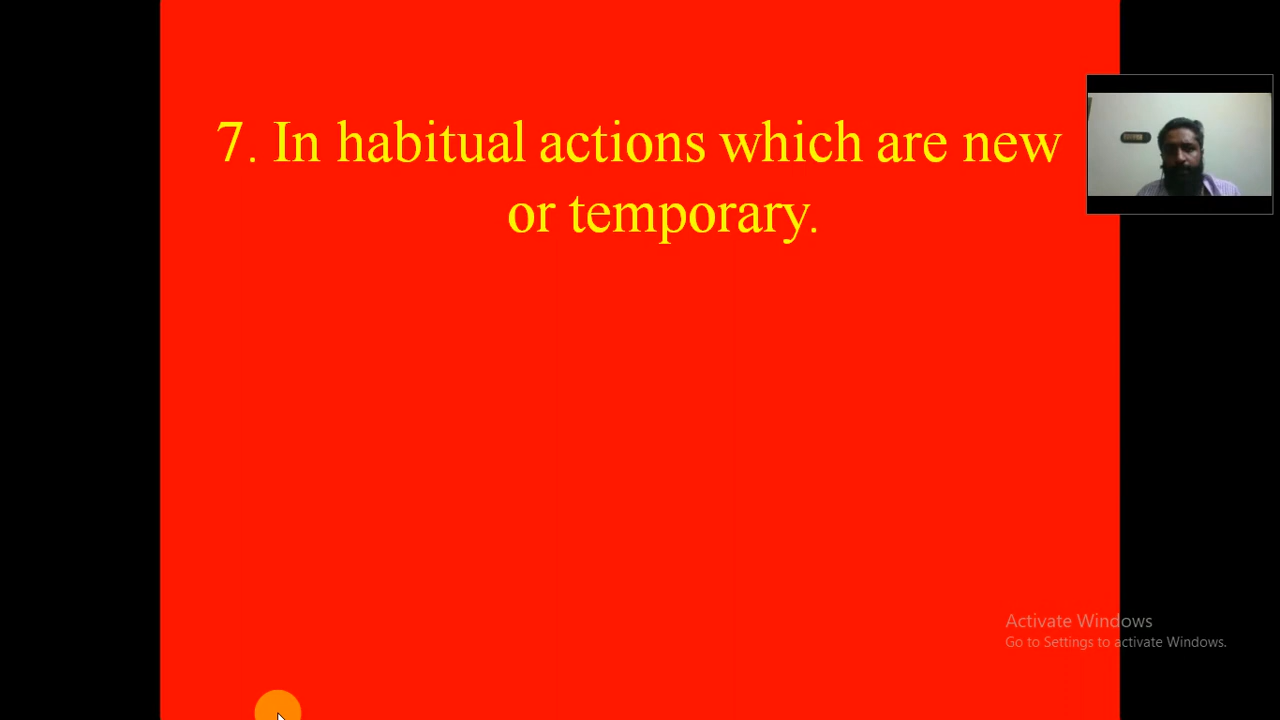 7. In habitual actions which are new
or temporary.
Activate Windows
Go to Settings to activate Windows.